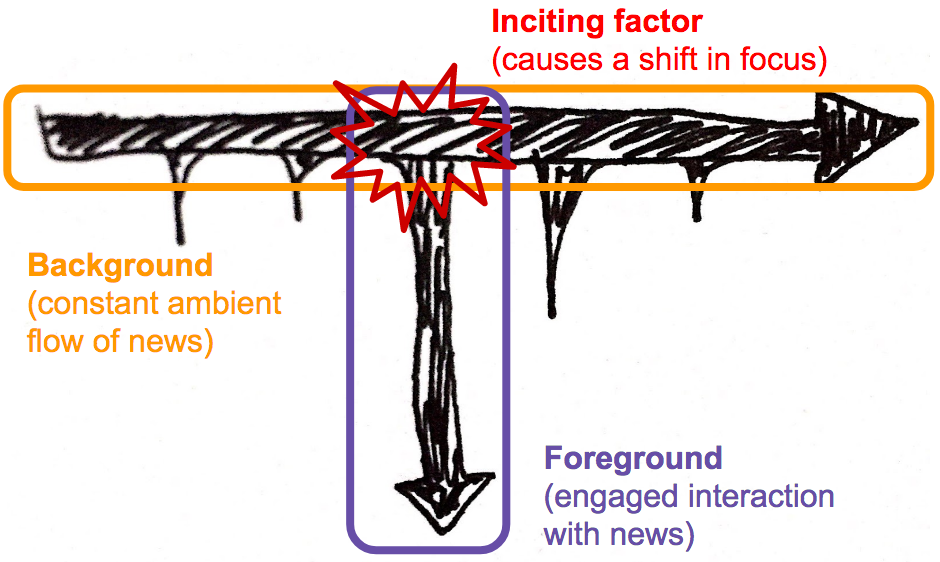 Inciting factor
(causes a shift in focus)
Background
(constant ambient
flow of news)
Foreground
(engaged interaction
with news)